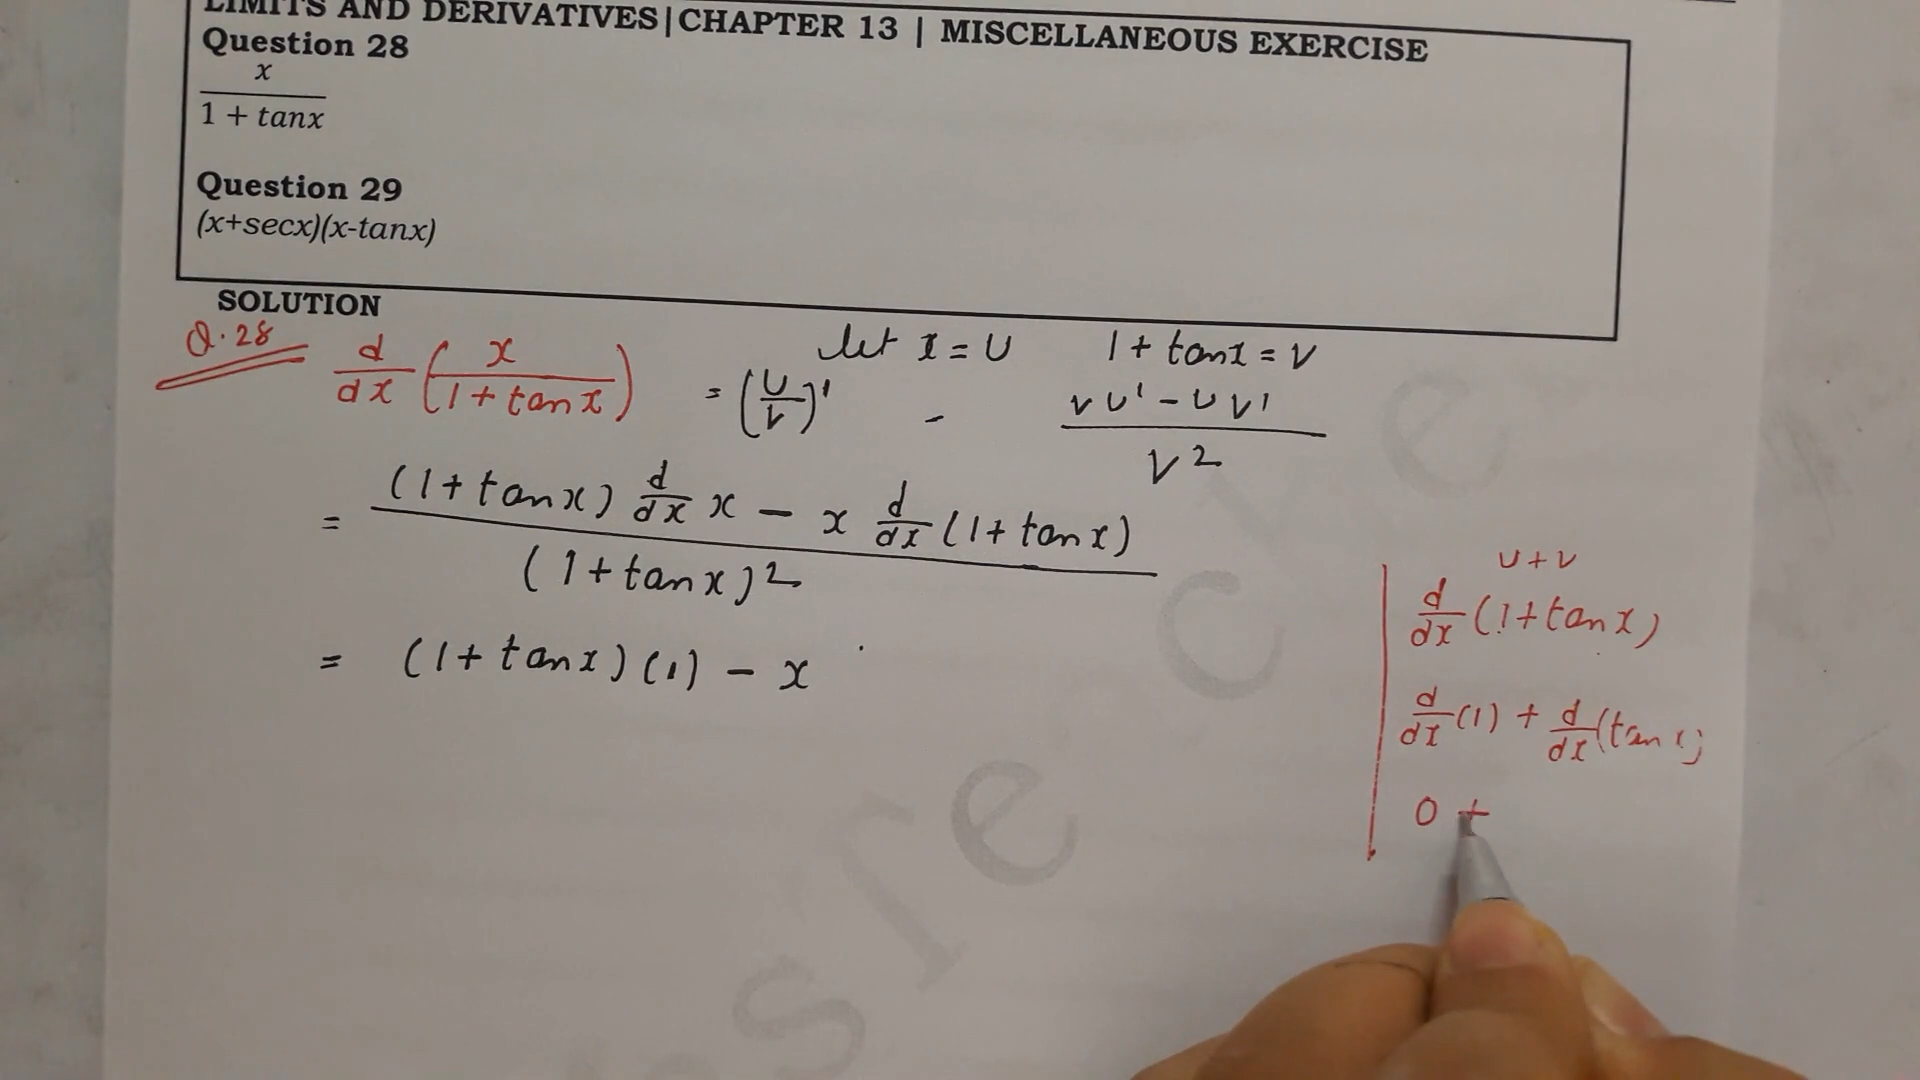 LIMITS AND DERIVATIVES|CHAPTER 13 | MISCELLANEOUS EXERCISE
Question 28
x
1 + tanx
Question 29
(x+secx)(x-tanx)
SOLUTION
Q.28
d/dx (x/(1+tan x)) = (U/V)' - (VU' - UV')/V²
let x = U 1 + tanx = V
= ((1+tanx) d/dx x - x d/dx (1+tanx))/(1+tanx)²
= (1+tanx)(1) - x
U+V
d/dx (1+tanx)
d/dx (1) + d/dx (tanx)
0 +